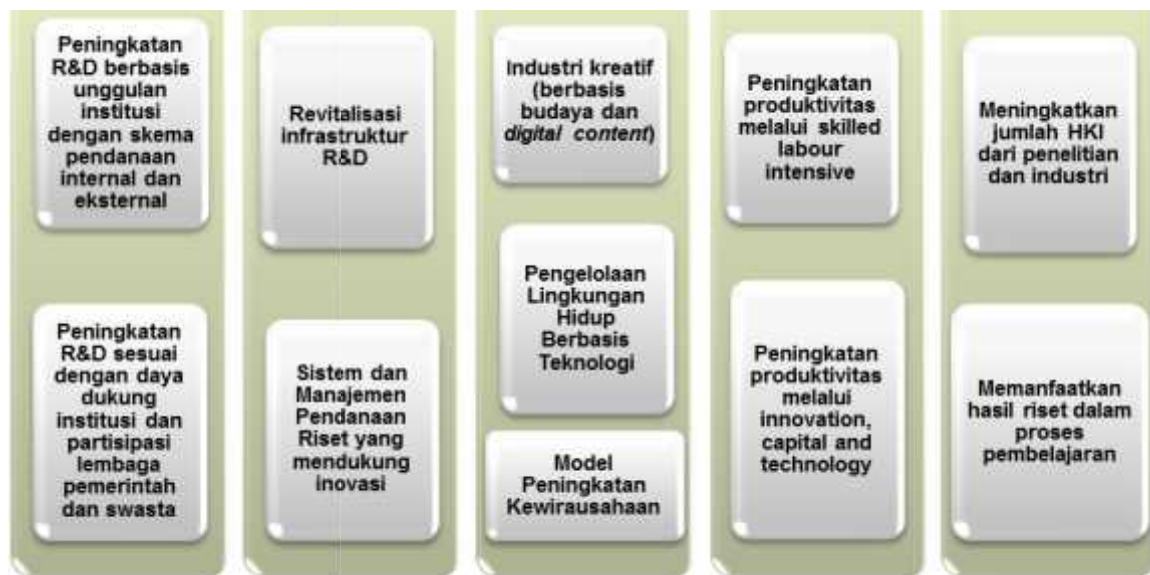 Peningkatan
R&D berbasis
unggulan
institusi
dengan skema
pendanaan
internal dan
eksternal
Peningkatan
R&D sesuai
dengan daya
dukung
institusi dan
partisipasi
lembaga
pemerintah
dan swasta
Revitalisasi
infrastruktur
R&D
Sistem dan
Manajemen
Pendanaan
Riset yang
mendukung
inovasi
Industri kreatif
(berbasis
budaya dan
digital content)
Pengelolaan
Lingkungan
Hidup
Berbasis
Teknologi
Model
Peningkatan
Kewirausahaan
Peningkatan
produktivitas
melalui skilled
labour
intensive
Peningkatan
produktivitas
melalui
innovation,
capital and
technology
Meningkatkan
jumlah HKI
dari penelitian
dan industri
Memanfaatkan
hasil riset dalam
proses
pembelajaran